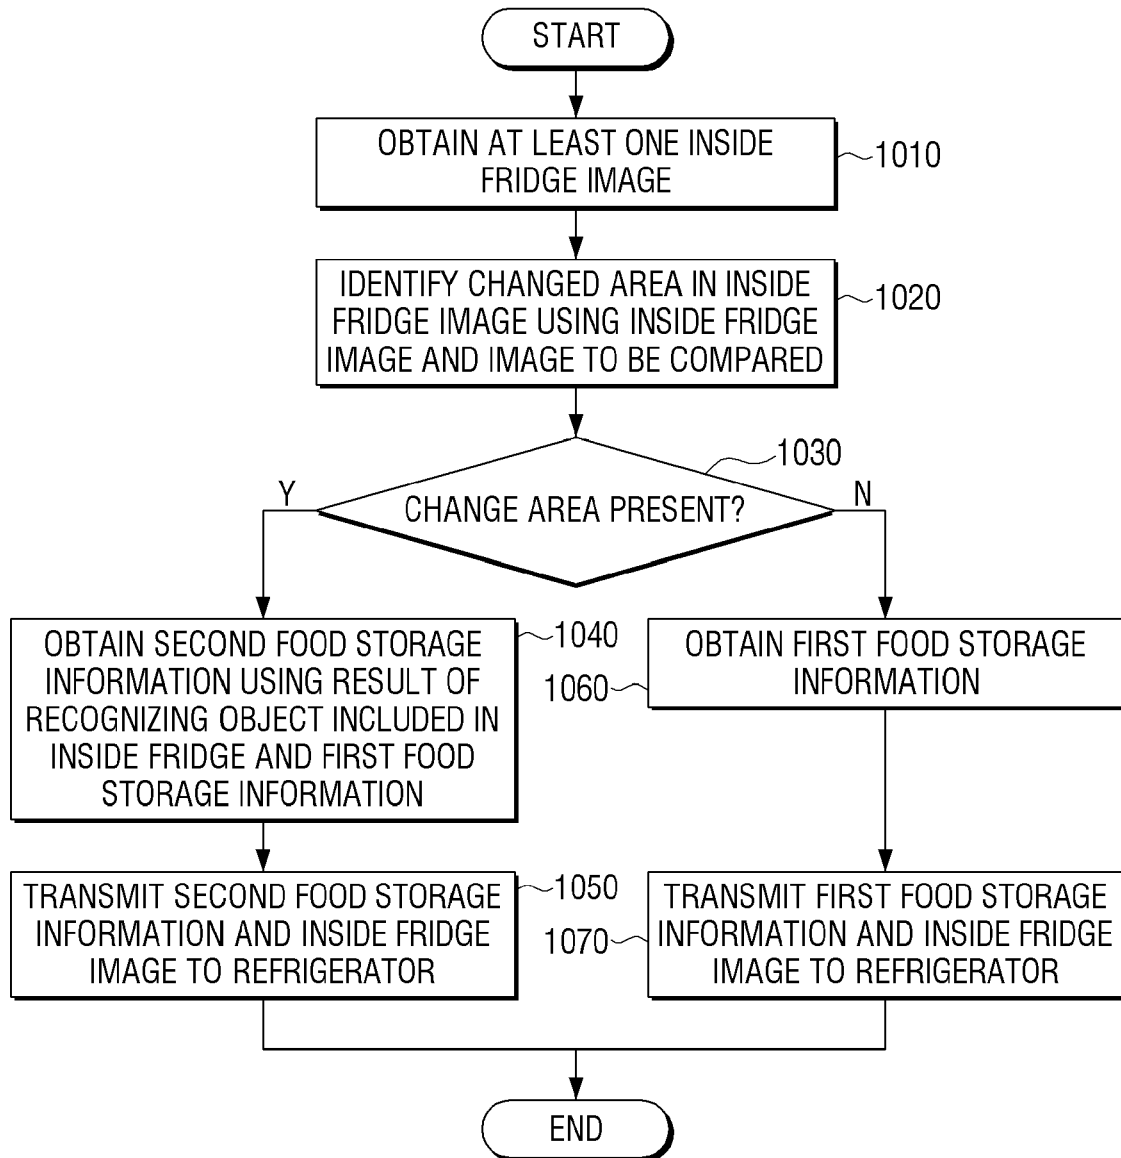 START
OBTAIN AT LEAST ONE INSIDE
FRIDGE IMAGE
1010
IDENTIFY CHANGED AREA IN INSIDE
FRIDGE IMAGE USING INSIDE FRIDGE
IMAGE AND IMAGE TO BE COMPARED
1020
1030
Y
CHANGE AREA PRESENT?
N
OBTAIN SECOND FOOD STORAGE
INFORMATION USING RESULT OF
RECOGNIZING OBJECT INCLUDED IN
INSIDE FRIDGE AND FIRST FOOD
STORAGE INFORMATION
1040
OBTAIN FIRST FOOD STORAGE
INFORMATION
1060
TRANSMIT SECOND FOOD STORAGE
INFORMATION AND INSIDE FRIDGE
IMAGE TO REFRIGERATOR
1050
TRANSMIT FIRST FOOD STORAGE
INFORMATION AND INSIDE FRIDGE
IMAGE TO REFRIGERATOR
1070
END